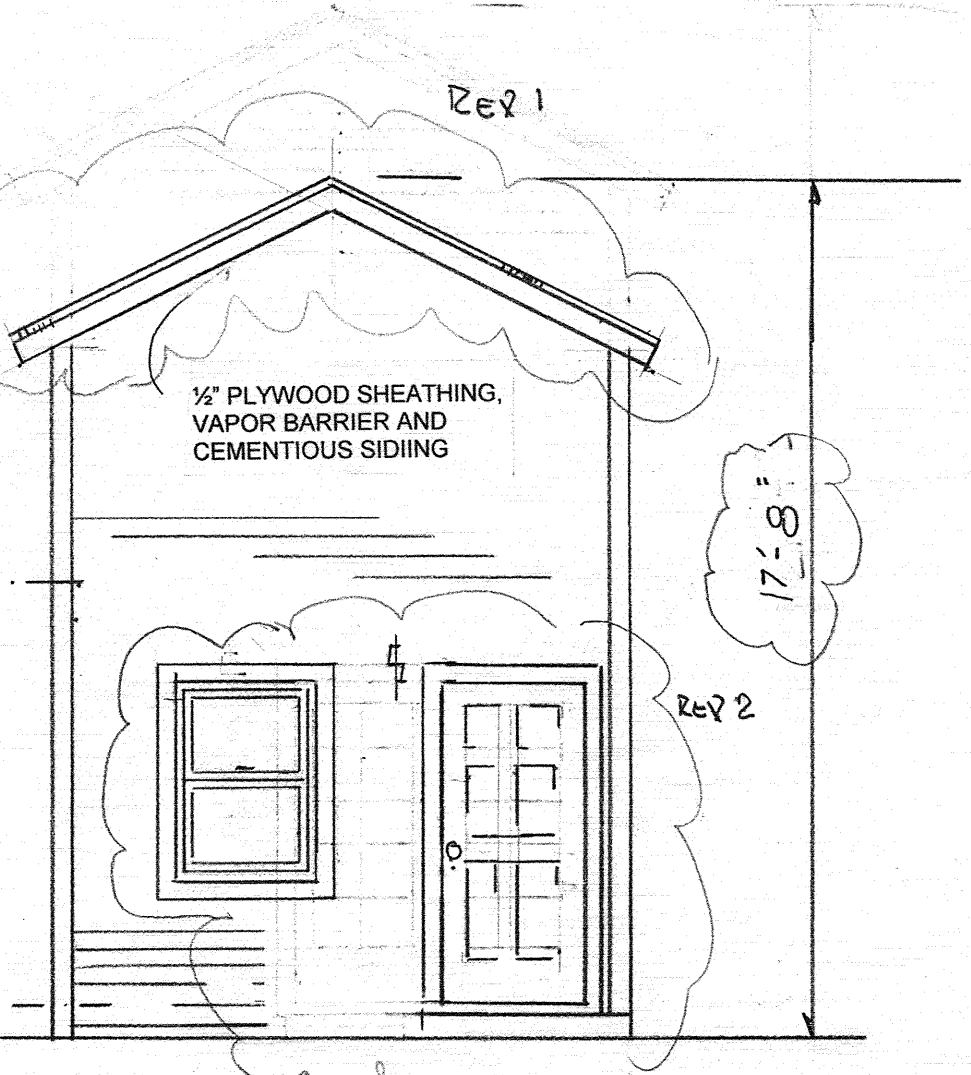 REV 1
½" PLYWOOD SHEATHING,
VAPOR BARRIER AND
CEMENTIOUS SIDIING
17'-8"
REV 2